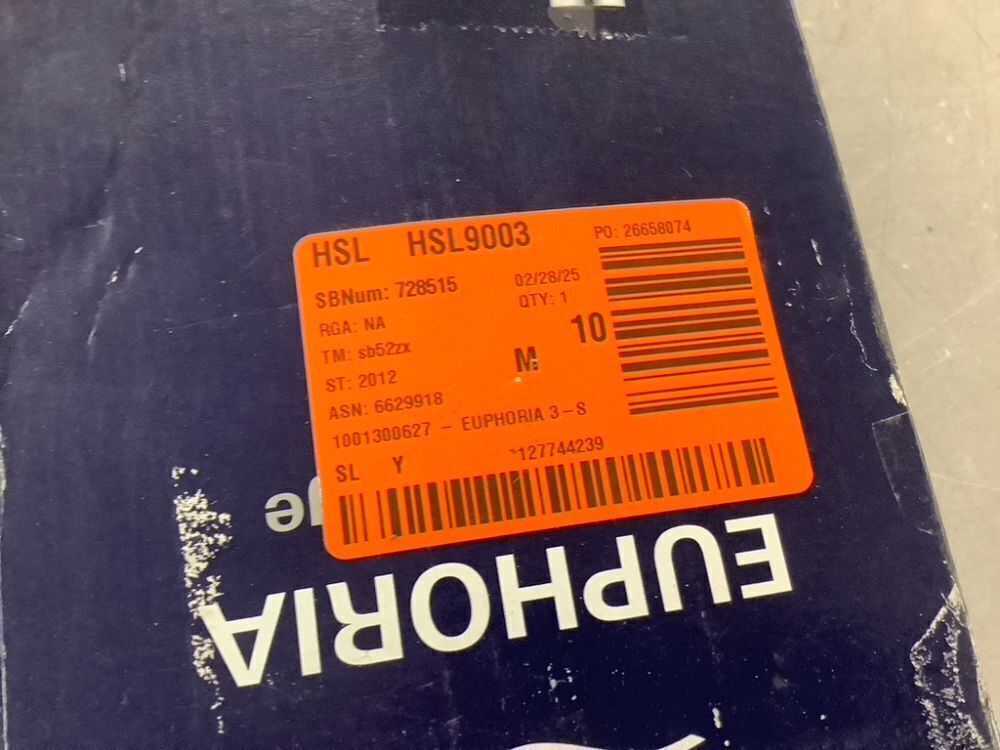 HSL HSL9003 PO: 26658074
SBNum: 728515 02/28/25
RGA: NA QTY: 1
TM: sb52zx M 10
ST: 2012
ASN: 6629918
1001300627 - EUPHORIA 3-S
SL Y *127744239
EUPHORIA